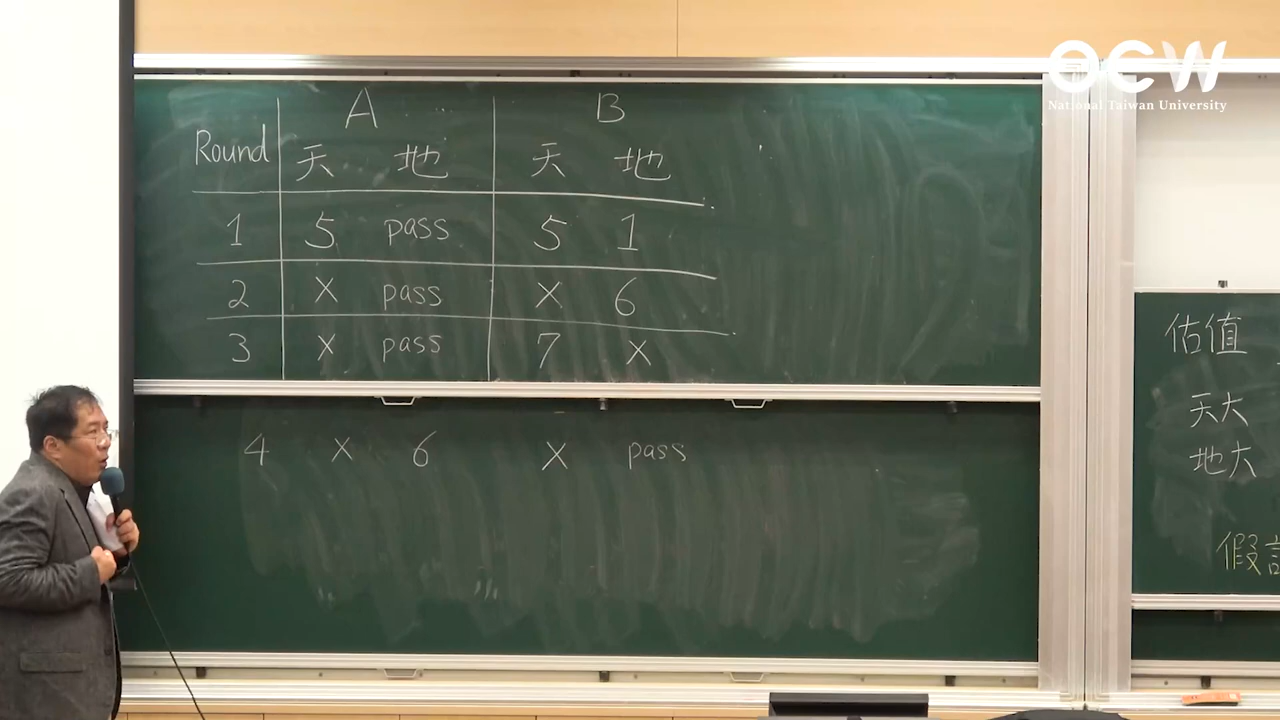 OCW
National Taiwan University
A B
Round 天 地 天 地
1 5 pass 5 1
2 X pass X 6
3 X pass 7 X
4 X 6 X pass
估值
天大
地大
假